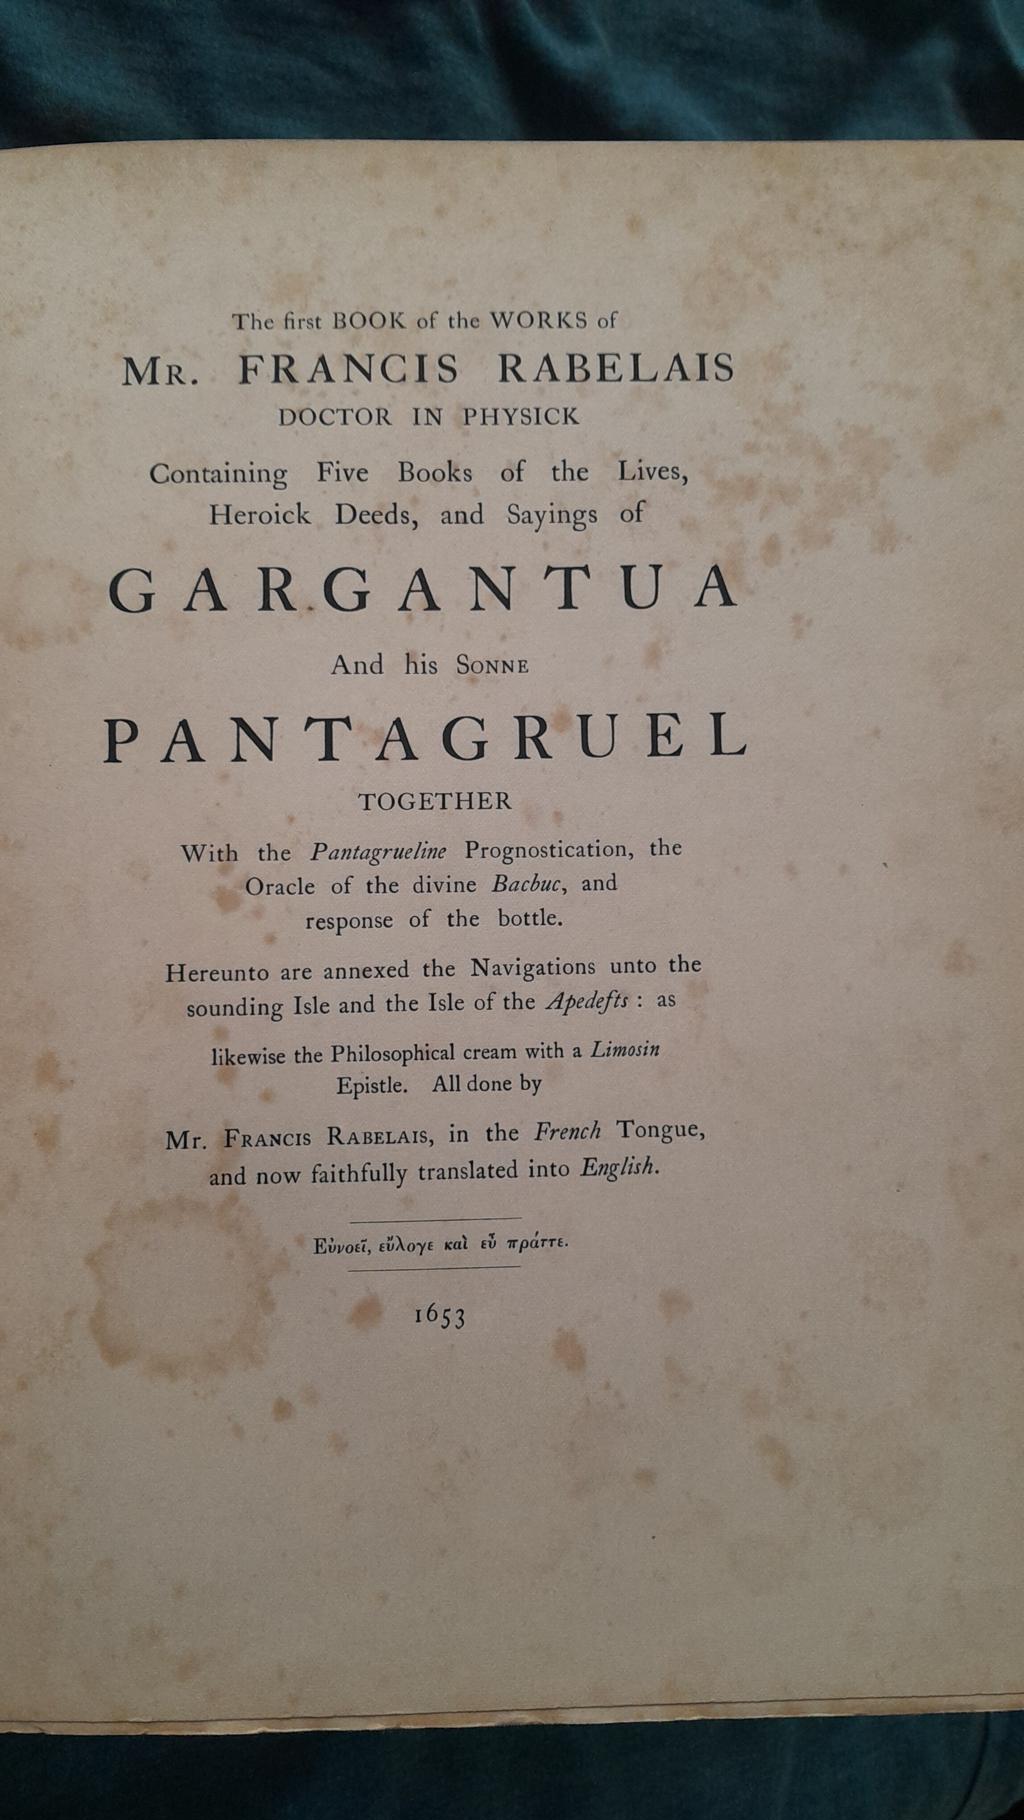 The first BOOK of the WORKS of
MR. FRANCIS RABELAIS
DOCTOR IN PHYSICK
Containing Five Books of the Lives,
Heroick Deeds, and Sayings of
GARGANTUA
And his SONNE
PANTAGRUEL
TOGETHER
With the Pantagrueline Prognostication, the
Oracle of the divine Bacbuc, and
response of the bottle.
Hereunto are annexed the Navigations unto the
sounding Isle and the Isle of the Apedefts : as
likewise the Philosophical cream with a Limosin
Epistle. All done by
Mr. FRANCIS RABELAIS, in the French Tongue,
and now faithfully translated into English.
Εὐνοεῖ, εὔλογε καὶ εὖ πράττε.
1653